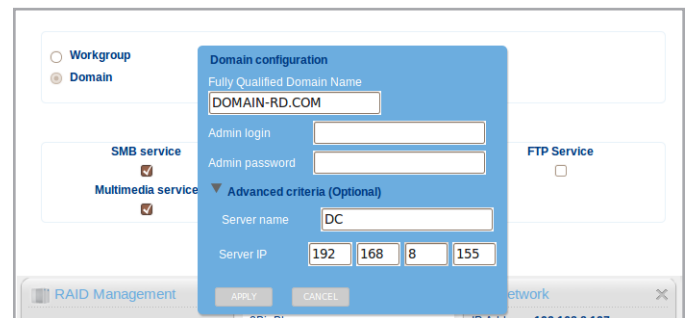 Workgroup
Domain
Domain configuration
Fully Qualified Domain Name
DOMAIN-RD.COM
Admin login
Admin password
Advanced criteria (Optional)
Server name DC
Server IP 192 168 8 155
APPLY CANCEL
SMB service
FTP Service
Multimedia service
RAID Management
etwork